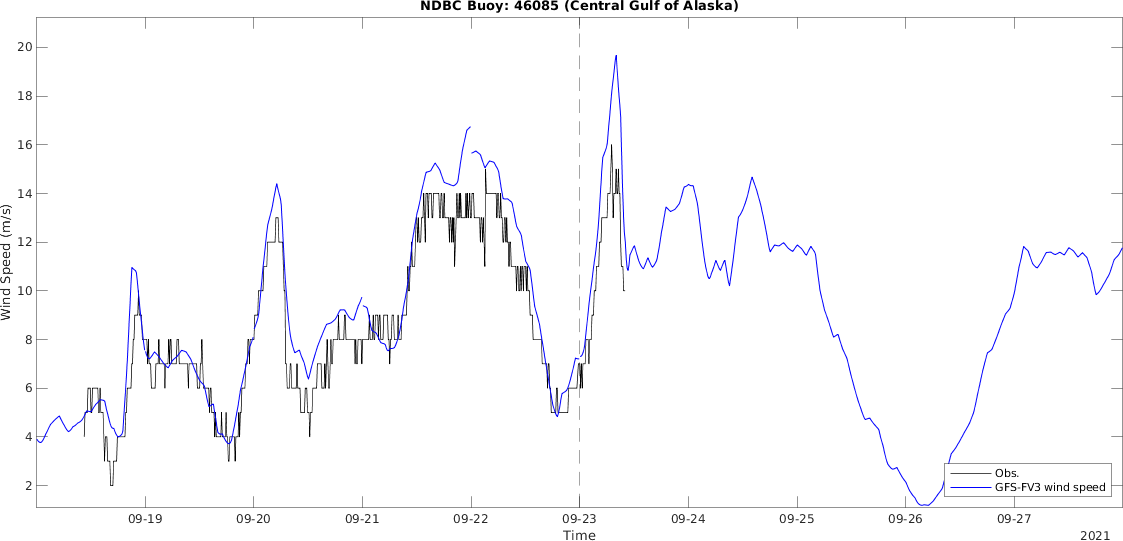 NDBC Buoy: 46085 (Central Gulf of Alaska)
Wind Speed (m/s)
20
18
16
14
12
10
8
6
4
2
Obs.
GFS-FV3 wind speed
09-19 09-20 09-21 09-22 09-23 09-24 09-25 09-26 09-27
Time
2021